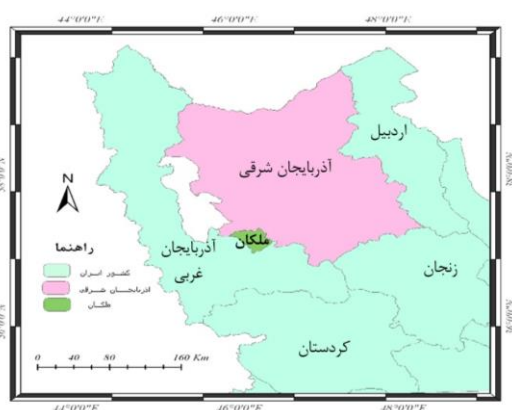 44°0'0"E 46°0'0"E 48°0'0"E
اردبیل
آذربایجان شرقی
N
ملکان
راهنما
آذربایجان
غربی
کشور ایران
آذربایجان شرقی
ملکان
زنجان
کردستان
0 40 80 160 Km
44°0'0"E 46°0'0"E 48°0'0"E